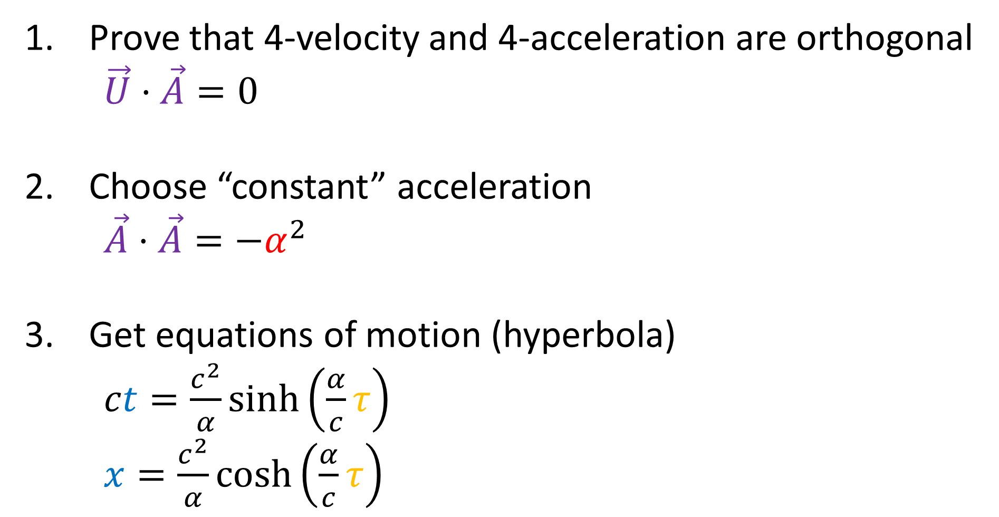 1. Prove that 4-velocity and 4-acceleration are orthogonal
$\vec{U} \cdot \vec{A} = 0$
2. Choose “constant” acceleration
$\vec{A} \cdot \vec{A} = -\alpha^2$
3. Get equations of motion (hyperbola)
$ct = \frac{c^2}{\alpha} \sinh\left(\frac{\alpha}{c}\tau\right)$
$x = \frac{c^2}{\alpha} \cosh\left(\frac{\alpha}{c}\tau\right)$